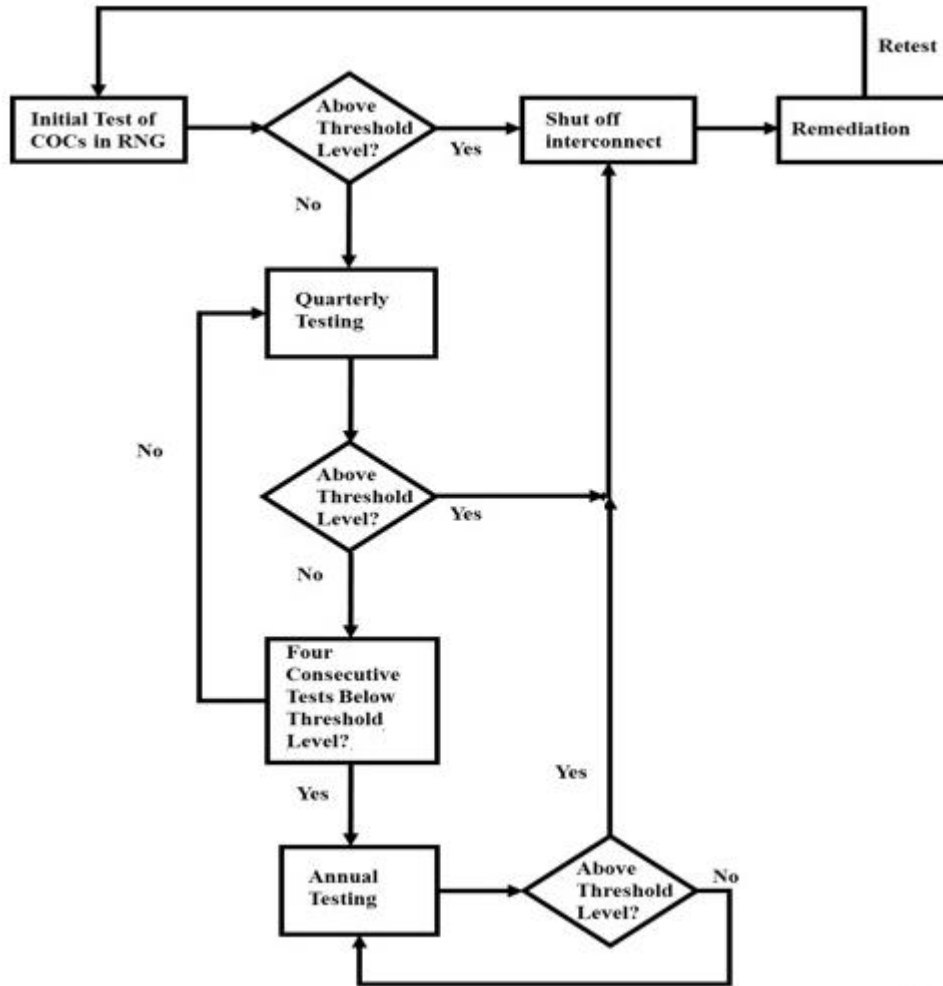 Retest
Initial Test of
COCs in RNG
Above
Threshold
Level?
Yes
Shut off
interconnect
Remediation
No
Quarterly
Testing
No
Above
Threshold
Level?
Yes
No
Four
Consecutive
Tests Below
Threshold
Level?
Yes
Yes
Annual
Testing
Above
Threshold
Level?
No